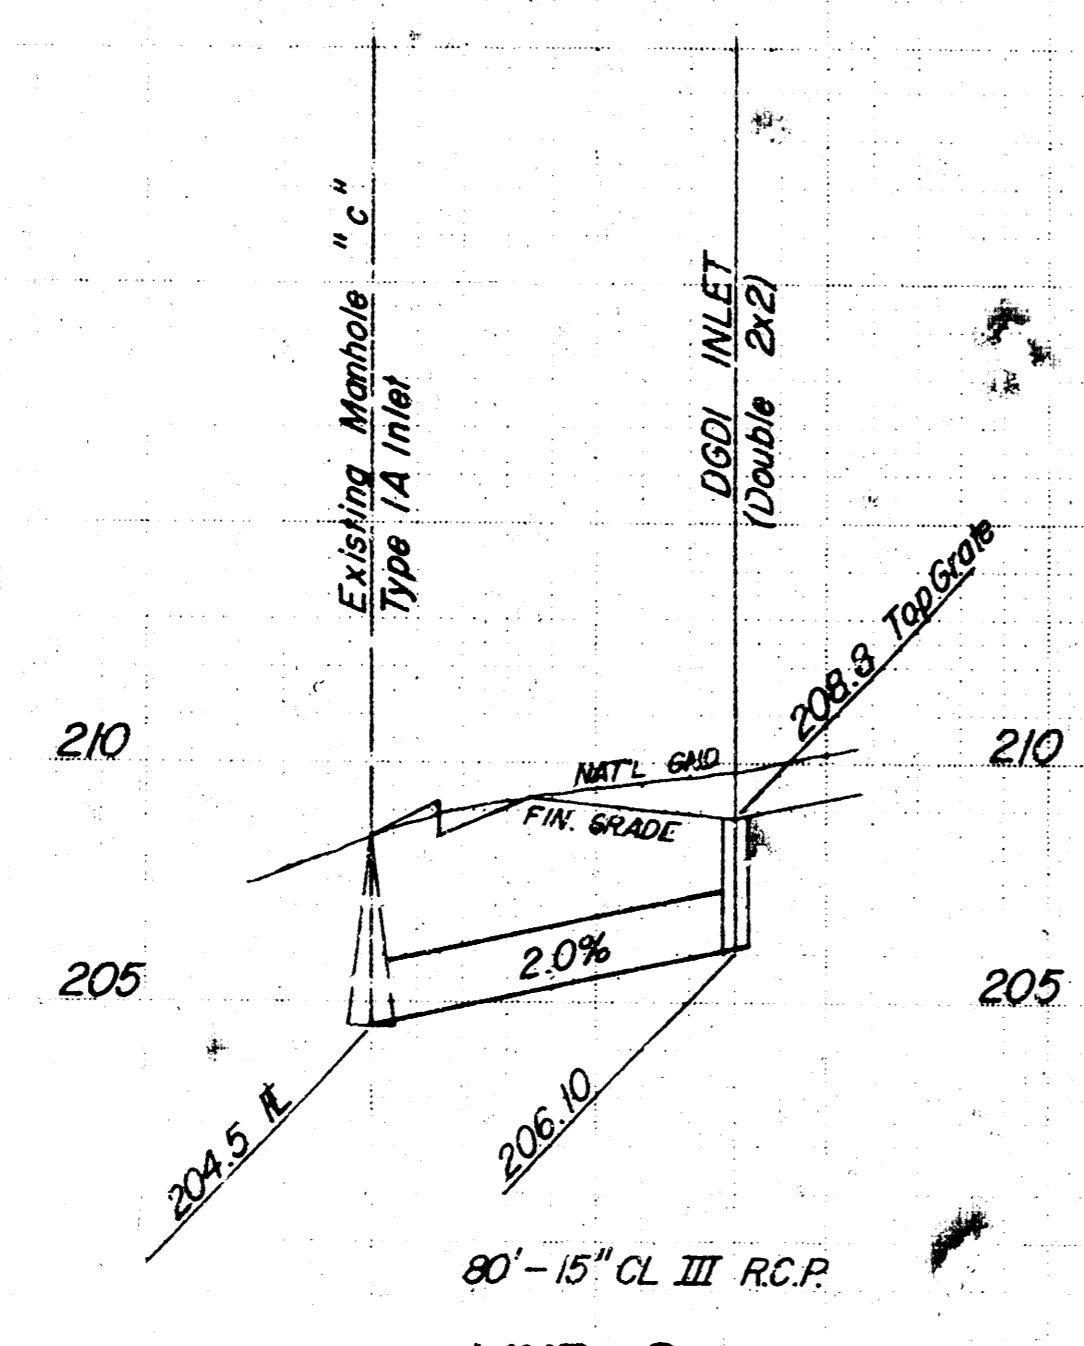 Existing Manhole "C"
Type 1A Inlet
DGDI INLET
(Double 2x2)
208.8 Top Grate
210
210
NAT'L GND
FIN. GRADE
205
2.0%
205
204.5 
206.10
80'-15" CL III R.C.P.